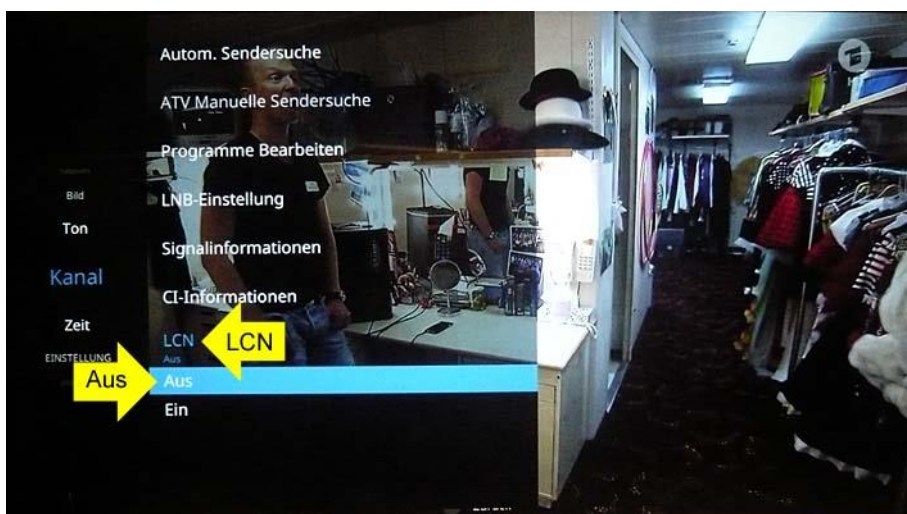 Autom. Sendersuche
ATV Manuelle Sendersuche
Programme Bearbeiten
LNB-Einstellung
Signalinformationen
CI-Informationen
LCN
Aus
Aus
Ein
Bild
Ton
Kanal
Zeit
EINSTELLUNG
LCN
Aus